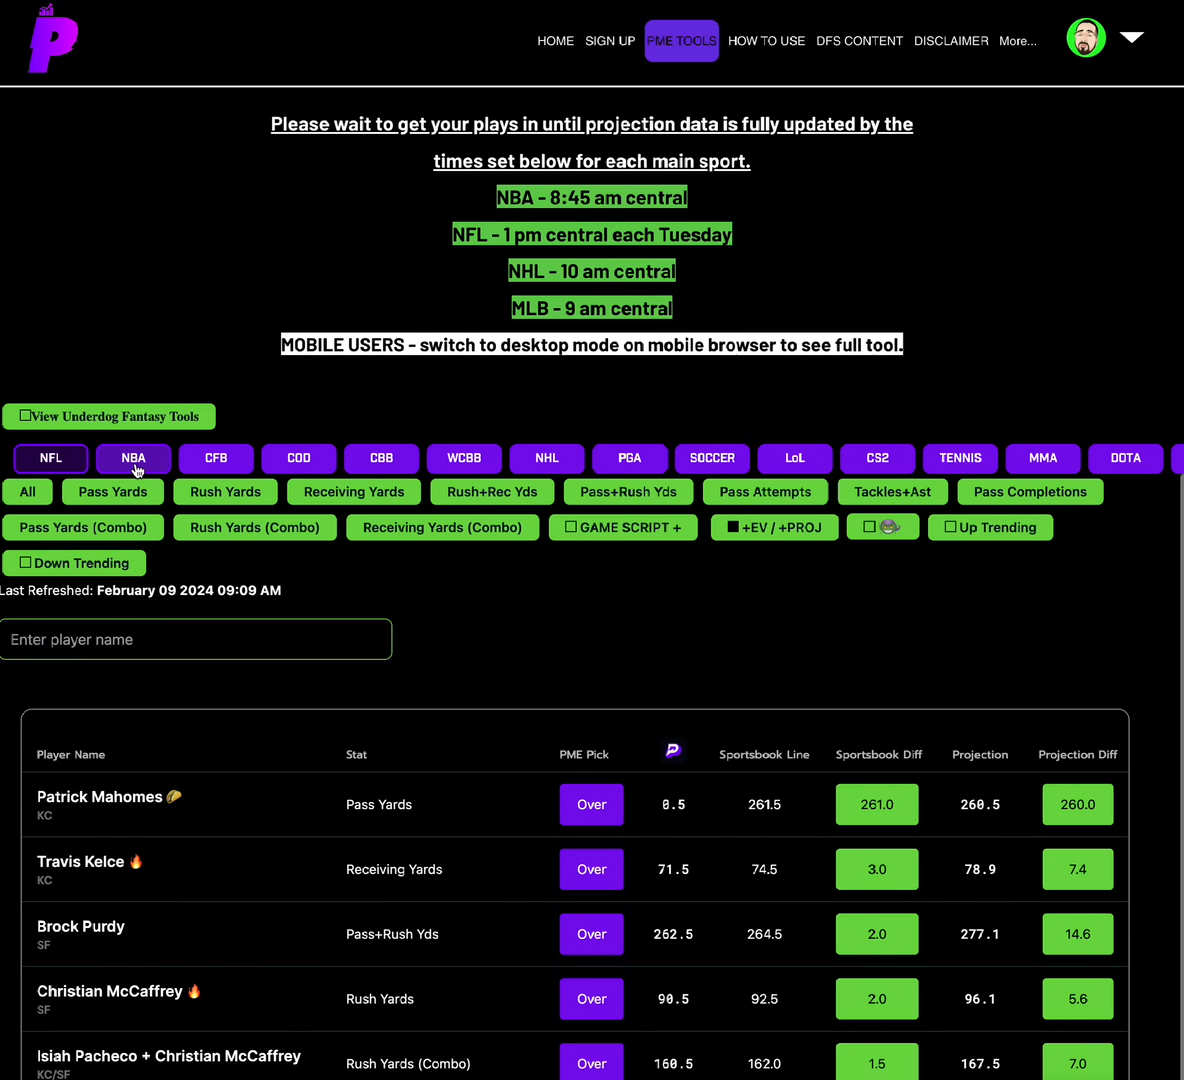 P
HOME SIGN UP PME TOOLS HOW TO USE DFS CONTENT DISCLAIMER More...
Please wait to get your plays in until projection data is fully updated by the
times set below for each main sport.
NBA - 8:45 am central
NFL - 1 pm central each Tuesday
NHL - 10 am central
MLB - 9 am central
MOBILE USERS - switch to desktop mode on mobile browser to see full tool.
View Underdog Fantasy Tools
NFL NBA CFB COD CBB WCBB NHL PGA SOCCER LoL CS2 TENNIS MMA DOTA
All Pass Yards Rush Yards Receiving Yards Rush+Rec Yds Pass+Rush Yds Pass Attempts Tackles+Ast Pass Completions
Pass Yards (Combo) Rush Yards (Combo) Receiving Yards (Combo) GAME SCRIPT + +EV / +PROJ Up Trending
Down Trending
Last Refreshed: February 09 2024 09:09 AM
Enter player name
Player Name Stat PME Pick P Sportsbook Line Sportsbook Diff Projection Projection Diff
Patrick Mahomes Pass Yards Over 0.5 261.5 261.0 260.5 260.0
KC
Travis Kelce Receiving Yards Over 71.5 74.5 3.0 78.9 7.4
KC
Brock Purdy Pass+Rush Yds Over 262.5 264.5 2.0 277.1 14.6
SF
Christian McCaffrey Rush Yards Over 90.5 92.5 2.0 96.1 5.6
SF
Isiah Pacheco + Christian McCaffrey Rush Yards (Combo) Over 160.5 162.0 1.5 167.5 7.0
KC/SF